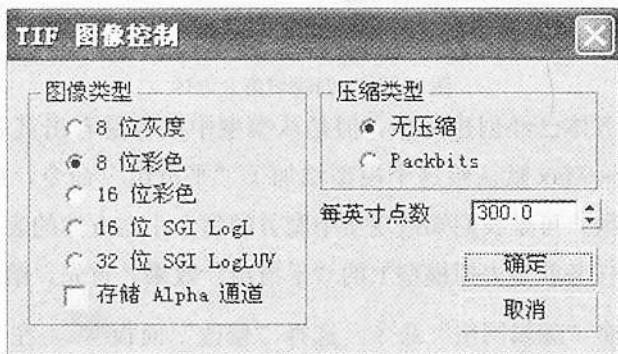 TIF 图像控制
图像类型
8 位灰度
8 位彩色
16 位彩色
16 位 SGI LogL
32 位 SGI LogLUV
存储 Alpha 通道
压缩类型
无压缩
Packbits
每英寸点数 300.0
确定
取消